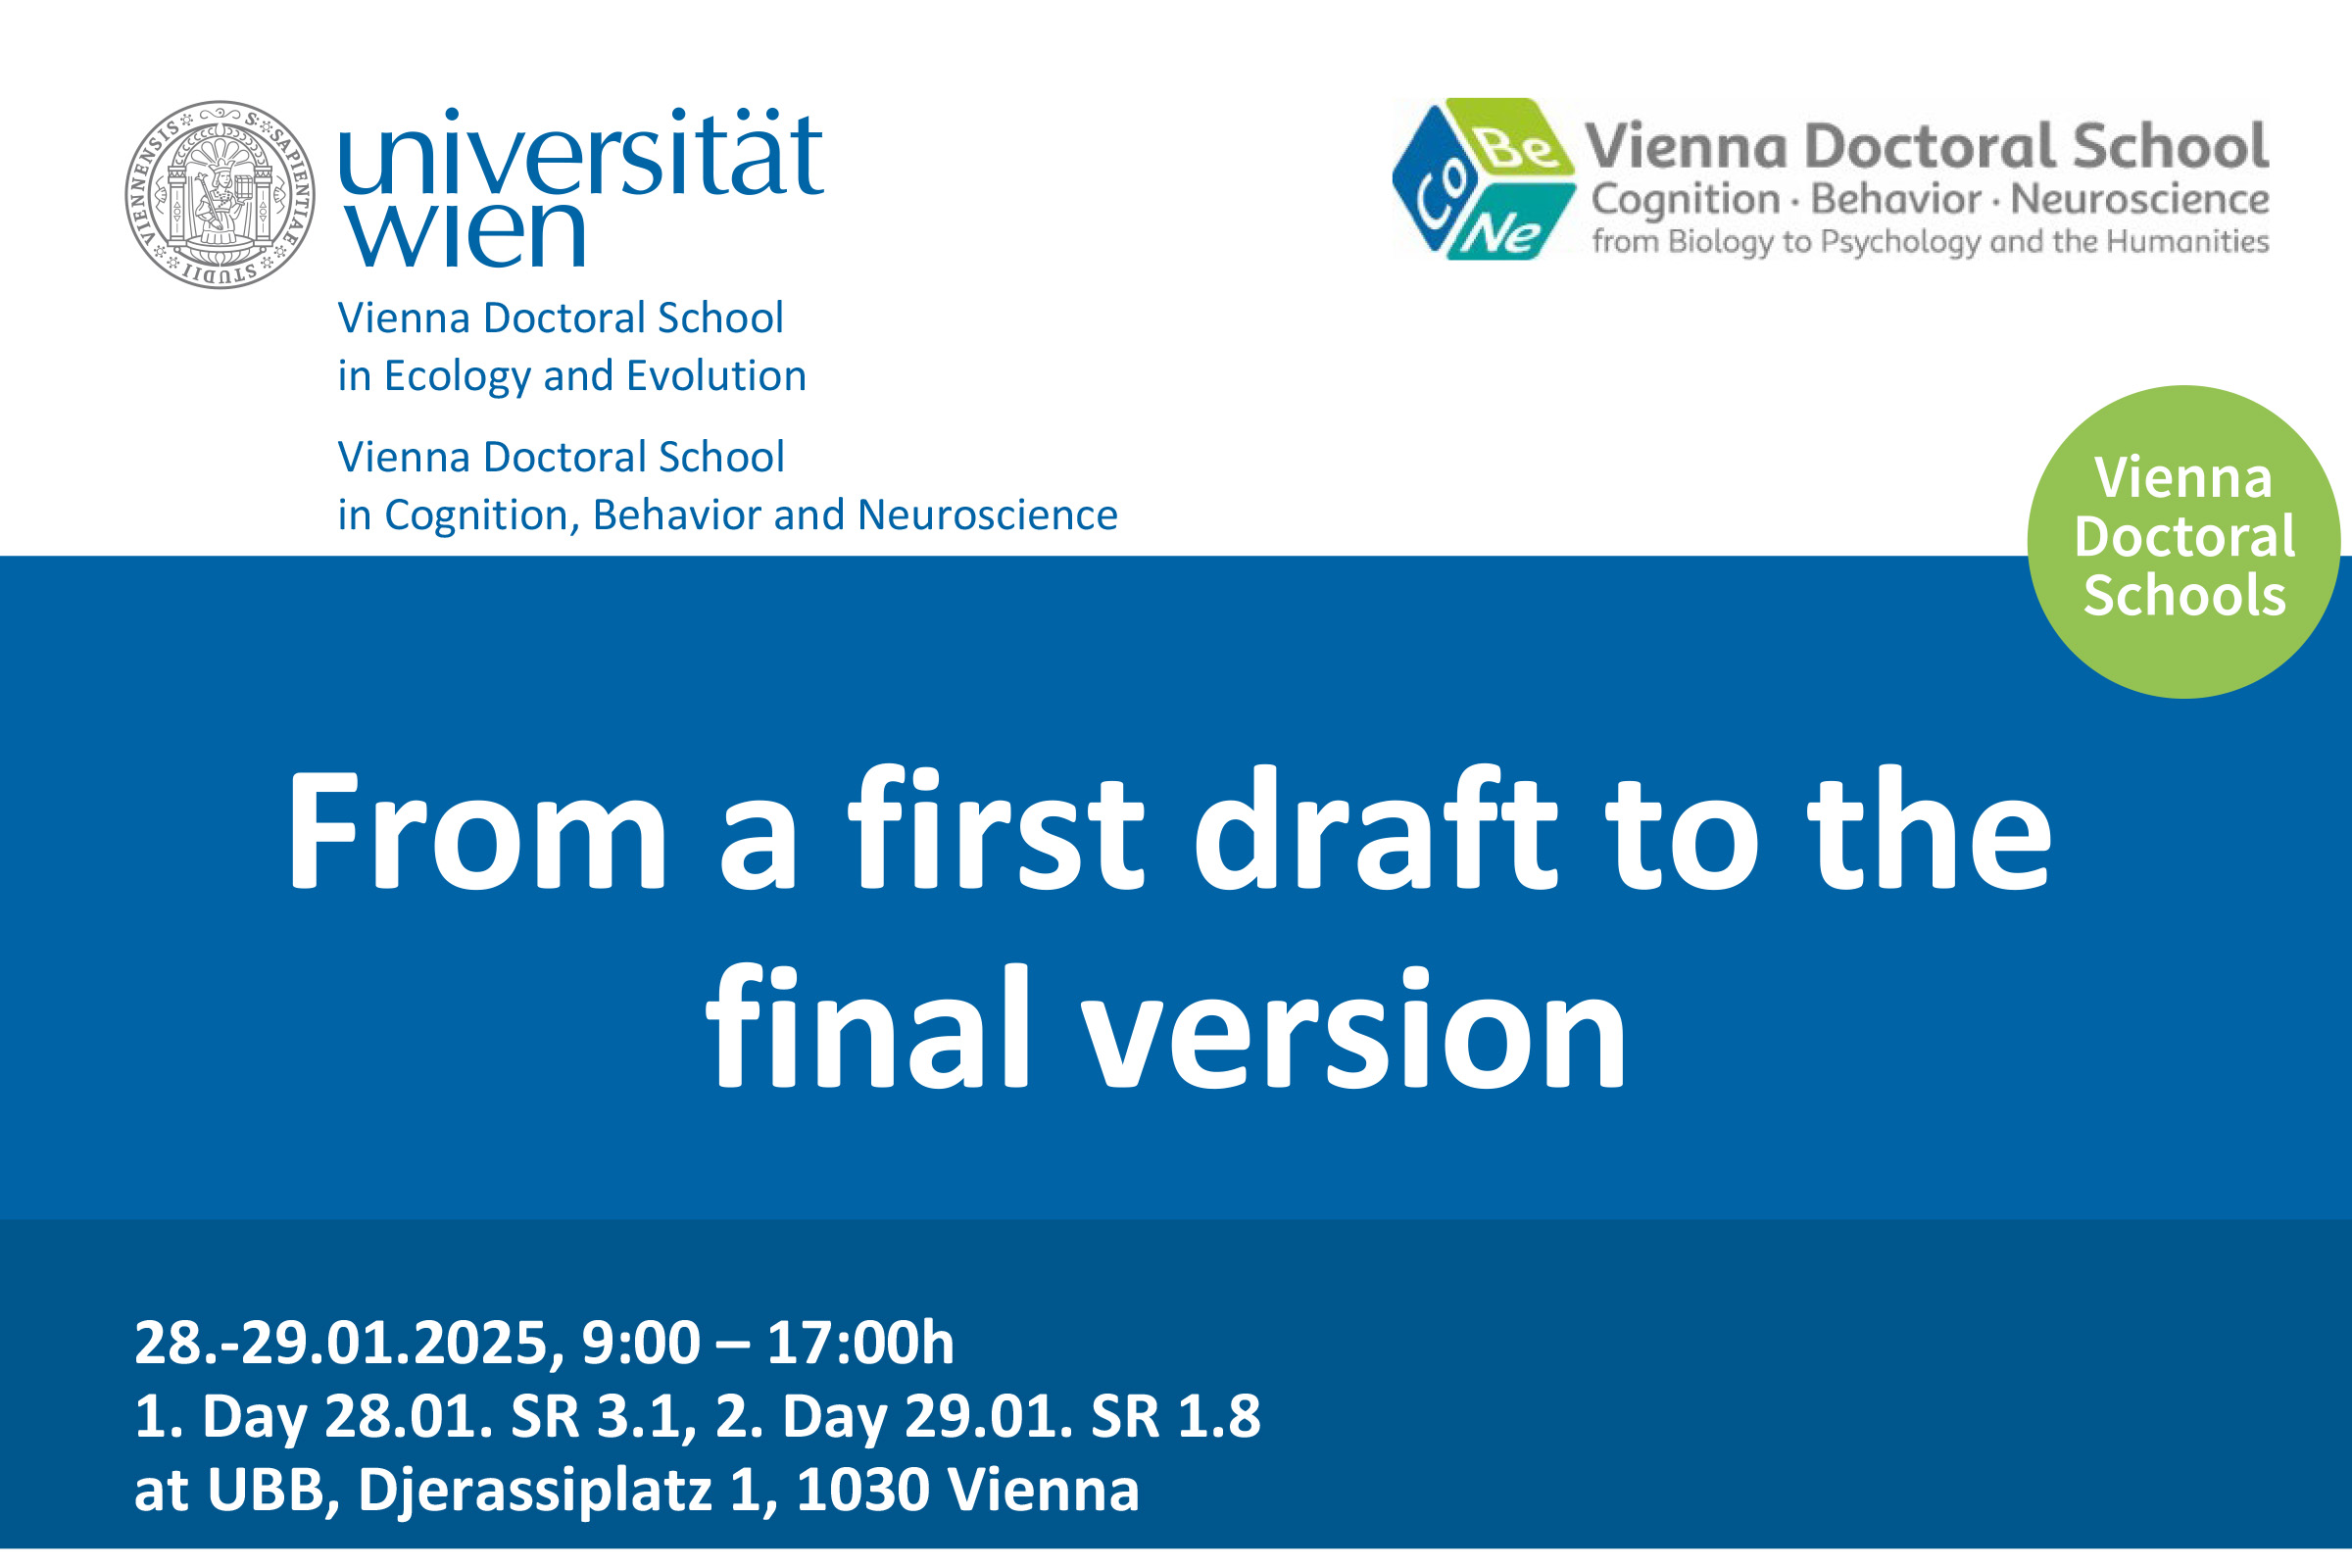 STUDII VIENNENSIS S: SAPIENTIAE
universität
wien
Vienna Doctoral School
in Ecology and Evolution
Vienna Doctoral School
in Cognition, Behavior and Neuroscience
Co
Be
Ne
Vienna Doctoral School
Cognition · Behavior · Neuroscience
from Biology to Psychology and the Humanities
Vienna
Doctoral
Schools
From a first draft to the
final version
28.-29.01.2025, 9:00 – 17:00h
1. Day 28.01. SR 3.1, 2. Day 29.01. SR 1.8
at UBB, Djerassiplatz 1, 1030 Vienna